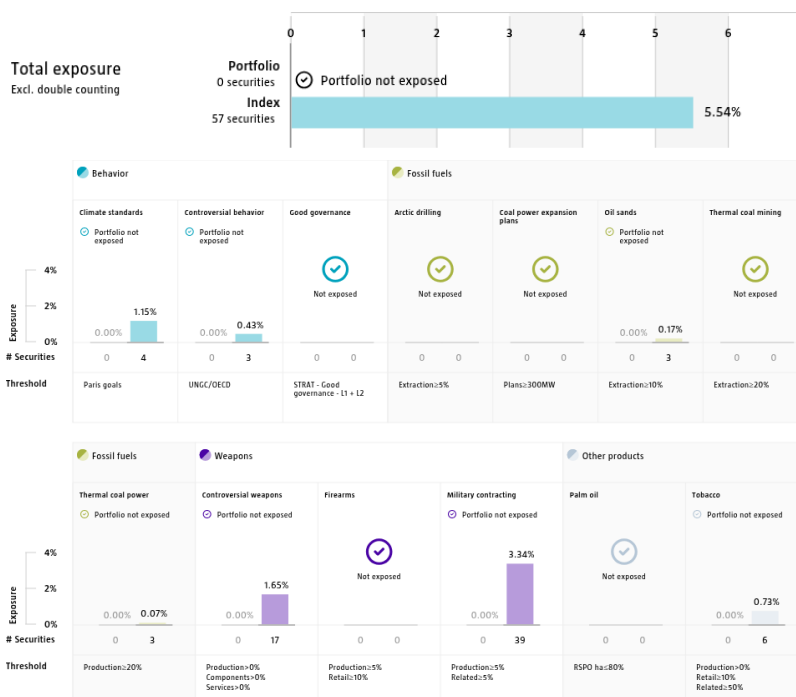 0 1 2 3 4 5 6
Total exposure
Excl. double counting
Portfolio
0 securities
Portfolio not exposed
Index
57 securities
5.54%
Behavior
Fossil fuels
Climate standards
Portfolio not
exposed
Controversial behavior
Portfolio not
exposed
Good governance
Not exposed
Arctic drilling
Not exposed
Coal power expansion
plans
Not exposed
Oil sands
Portfolio not
exposed
Thermal coal mining
Not exposed
Exposure
4%
2%
0%
0.00% 1.15%
0.00% 0.43%
0.00% 0.17%
# Securities 0 4 0 3 0 0 0 0 0 0 0 3 0 0
Threshold
Paris goals
UNGC/OECD
STRAT - Good
governance - L1 + L2
Extraction≥5%
Plans≥300MW
Extraction≥10%
Extraction≥20%
Fossil fuels
Weapons
Other products
Thermal coal power
Portfolio not exposed
Controversial weapons
Portfolio not exposed
Firearms
Not exposed
Military contracting
Portfolio not exposed
Palm oil
Not exposed
Tobacco
Portfolio not exposed
Exposure
4%
2%
0%
0.00% 0.07%
0.00% 1.65%
0.00% 3.34%
0.00% 0.73%
# Securities 0 3 0 17 0 0 0 39 0 0 0 6
Threshold
Production≥20%
Production>0%
Components>0%
Services>0%
Production≥5%
Retail≥10%
Production≥5%
Related≥5%
RSPO ha≤80%
Production>0%
Retail≥10%
Related≥50%